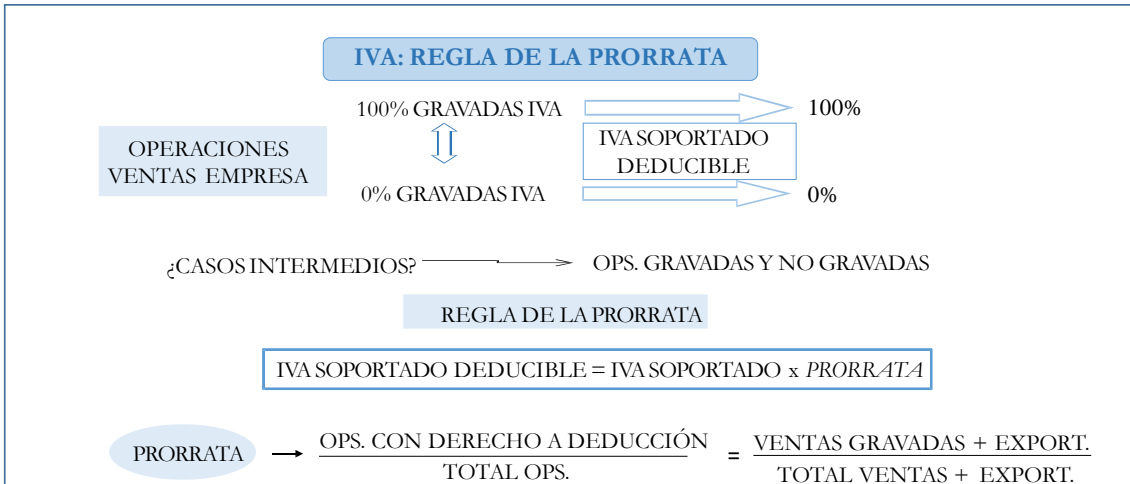 IVA: REGLA DE LA PRORRATA
100% GRAVADAS IVA
100%
OPERACIONES
VENTAS EMPRESA
IVA SOPORTADO
DEDUCIBLE
0% GRAVADAS IVA
0%
¿CASOS INTERMEDIOS?
OPS. GRAVADAS Y NO GRAVADAS
REGLA DE LA PRORRATA
IVA SOPORTADO DEDUCIBLE = IVA SOPORTADO x PRORRATA
PRORRATA
OPS. CON DERECHO A DEDUCCIÓN
TOTAL OPS.
=
VENTAS GRAVADAS + EXPORT.
TOTAL VENTAS + EXPORT.